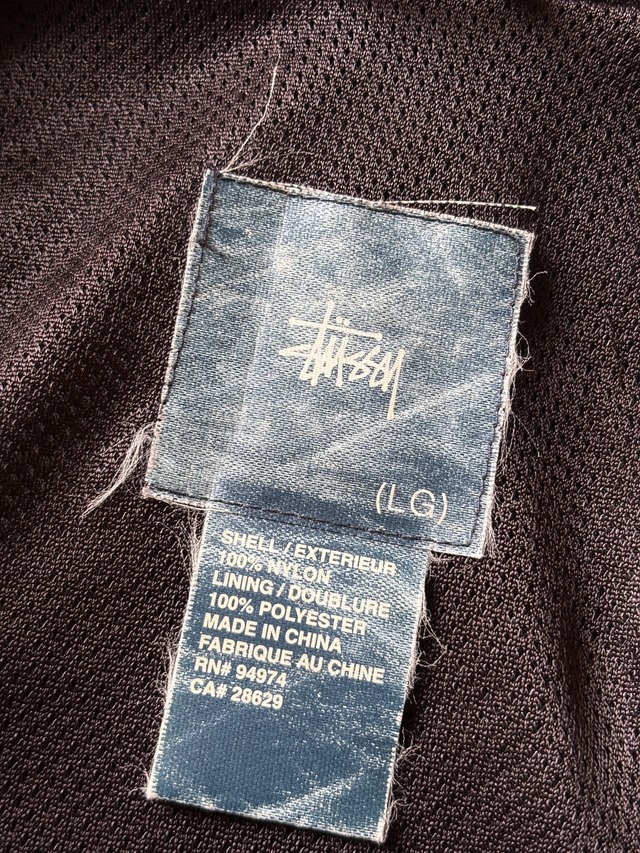 Stüssy
(LG)
SHELL / EXTERIEUR
100% NYLON
LINING / DOUBLURE
100% POLYESTER
MADE IN CHINA
FABRIQUE AU CHINE
RN# 94974
CA# 28629